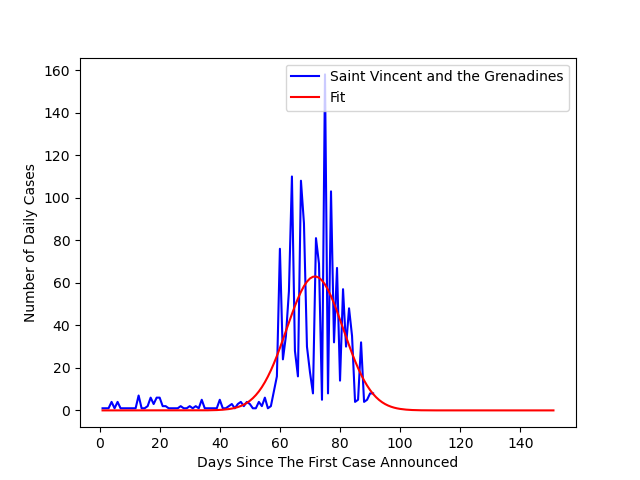 Saint Vincent and the Grenadines
Fit
160
140
120
100
80
60
40
20
0
Number of Daily Cases
0 20 40 60 80 100 120 140
Days Since The First Case Announced